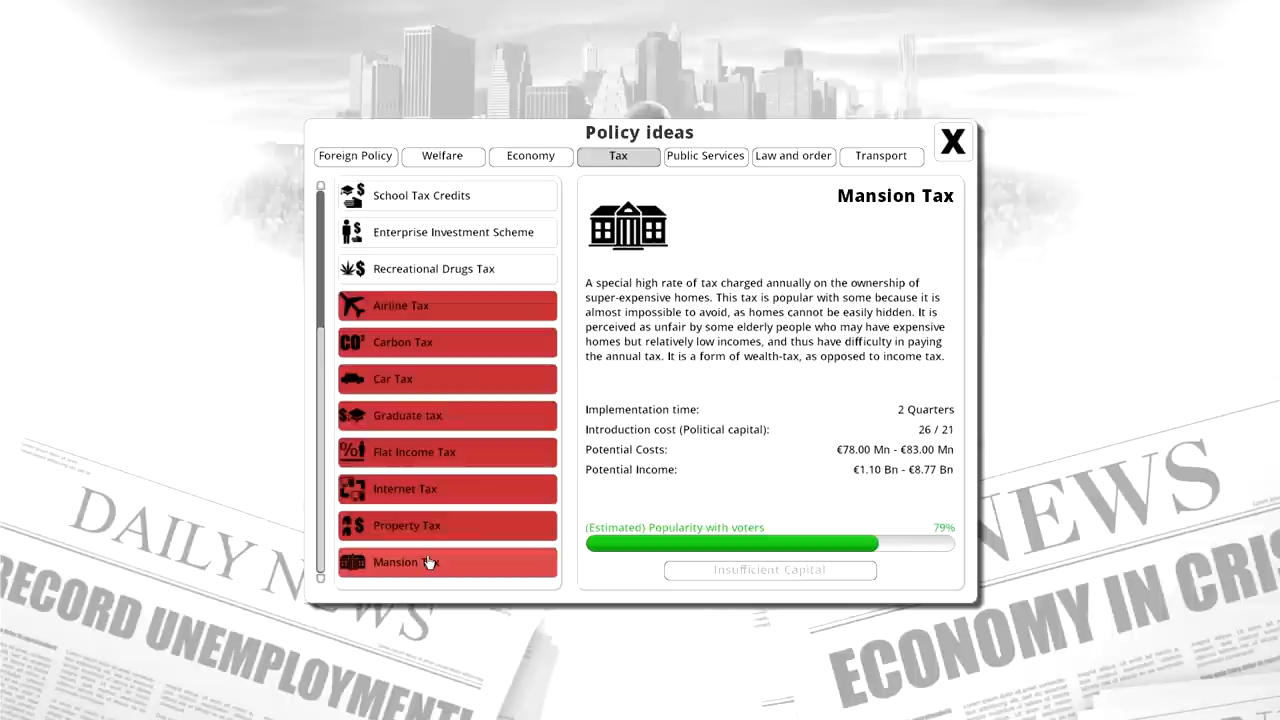 Policy ideas
X
Foreign Policy
Welfare
Economy
Tax
Public Services
Law and order
Transport
School Tax Credits
Enterprise Investment Scheme
Recreational Drugs Tax
Airline Tax
CO² Carbon Tax
Car Tax
Graduate tax
Flat Income Tax
Internet Tax
Property Tax
Mansion
Mansion Tax
A special high rate of tax charged annually on the ownership of
super-expensive homes. This tax is popular with some because it is
almost impossible to avoid, as homes cannot be easily hidden. It is
perceived as unfair by some elderly people who may have expensive
homes but relatively low incomes, and thus have difficulty in paying
the annual tax. It is a form of wealth-tax, as opposed to income tax.
Implementation time: 2 Quarters
Introduction cost (Political capital): 26 / 21
Potential Costs: €78.00 Mn - €83.00 Mn
Potential Income: €1.10 Bn - €8.77 Bn
(Estimated) Popularity with voters 79%
Insufficient Capital
DAILY NEWS
RECORD UNEMPLOYMENT!
NEWS
ECONOMY IN CRIS